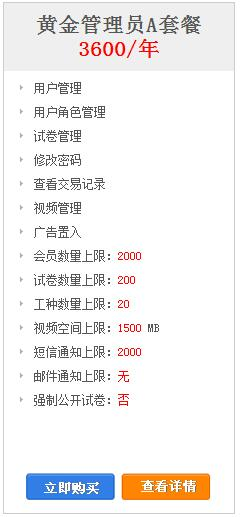 黄金管理员A套餐
3600/年
用户管理
用户角色管理
试卷管理
修改密码
查看交易记录
视频管理
广告置入
会员数量上限：2000
试卷数量上限：200
工种数量上限：20
视频空间上限：1500 MB
短信通知上限：2000
邮件通知上限：无
强制公开试卷：否
立即购买 查看详情